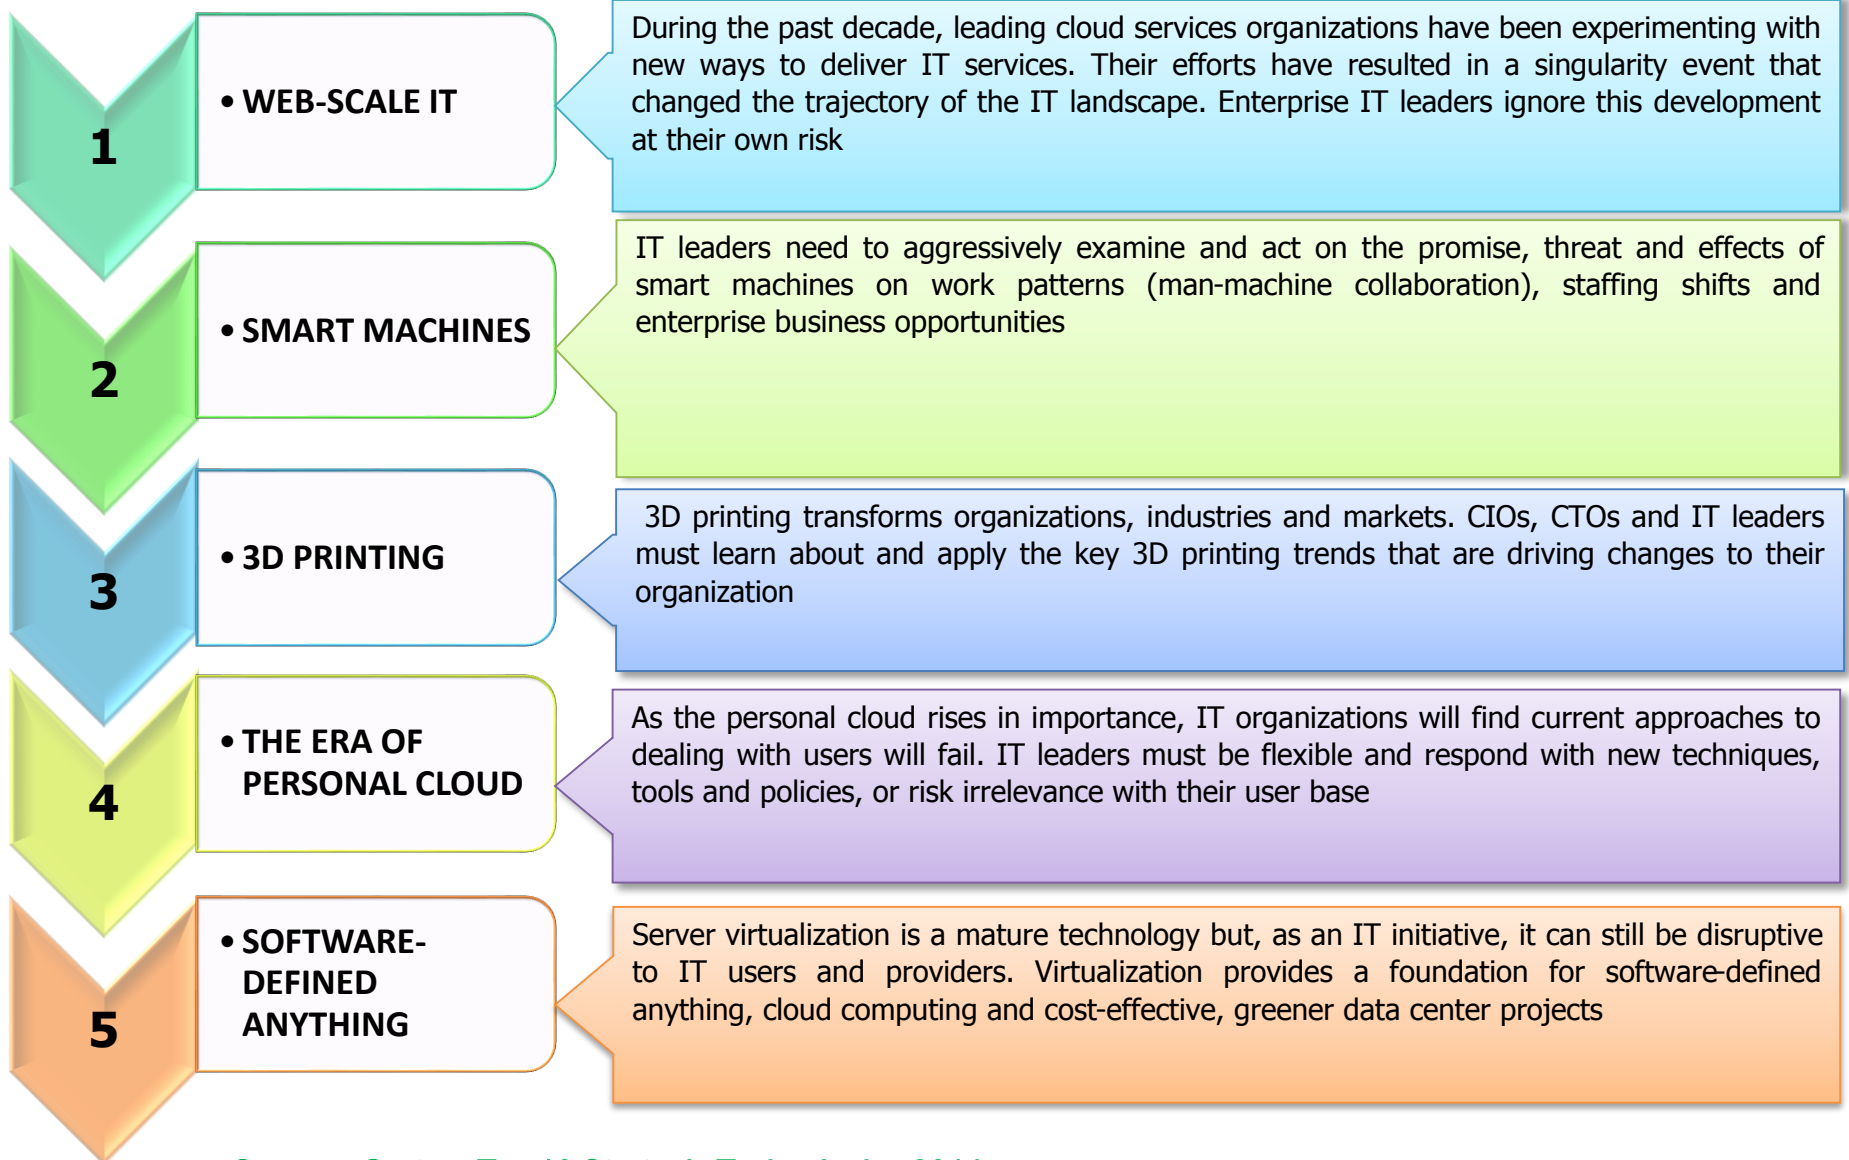 1
• WEB-SCALE IT
During the past decade, leading cloud services organizations have been experimenting with
new ways to deliver IT services. Their efforts have resulted in a singularity event that
changed the trajectory of the IT landscape. Enterprise IT leaders ignore this development
at their own risk
2
• SMART MACHINES
IT leaders need to aggressively examine and act on the promise, threat and effects of
smart machines on work patterns (man-machine collaboration), staffing shifts and
enterprise business opportunities
3
• 3D PRINTING
3D printing transforms organizations, industries and markets. CIOs, CTOs and IT leaders
must learn about and apply the key 3D printing trends that are driving changes to their
organization
4
• THE ERA OF
PERSONAL CLOUD
As the personal cloud rises in importance, IT organizations will find current approaches to
dealing with users will fail. IT leaders must be flexible and respond with new techniques,
tools and policies, or risk irrelevance with their user base
5
• SOFTWARE-
DEFINED
ANYTHING
Server virtualization is a mature technology but, as an IT initiative, it can still be disruptive
to IT users and providers. Virtualization provides a foundation for software-defined
anything, cloud computing and cost-effective, greener data center projects